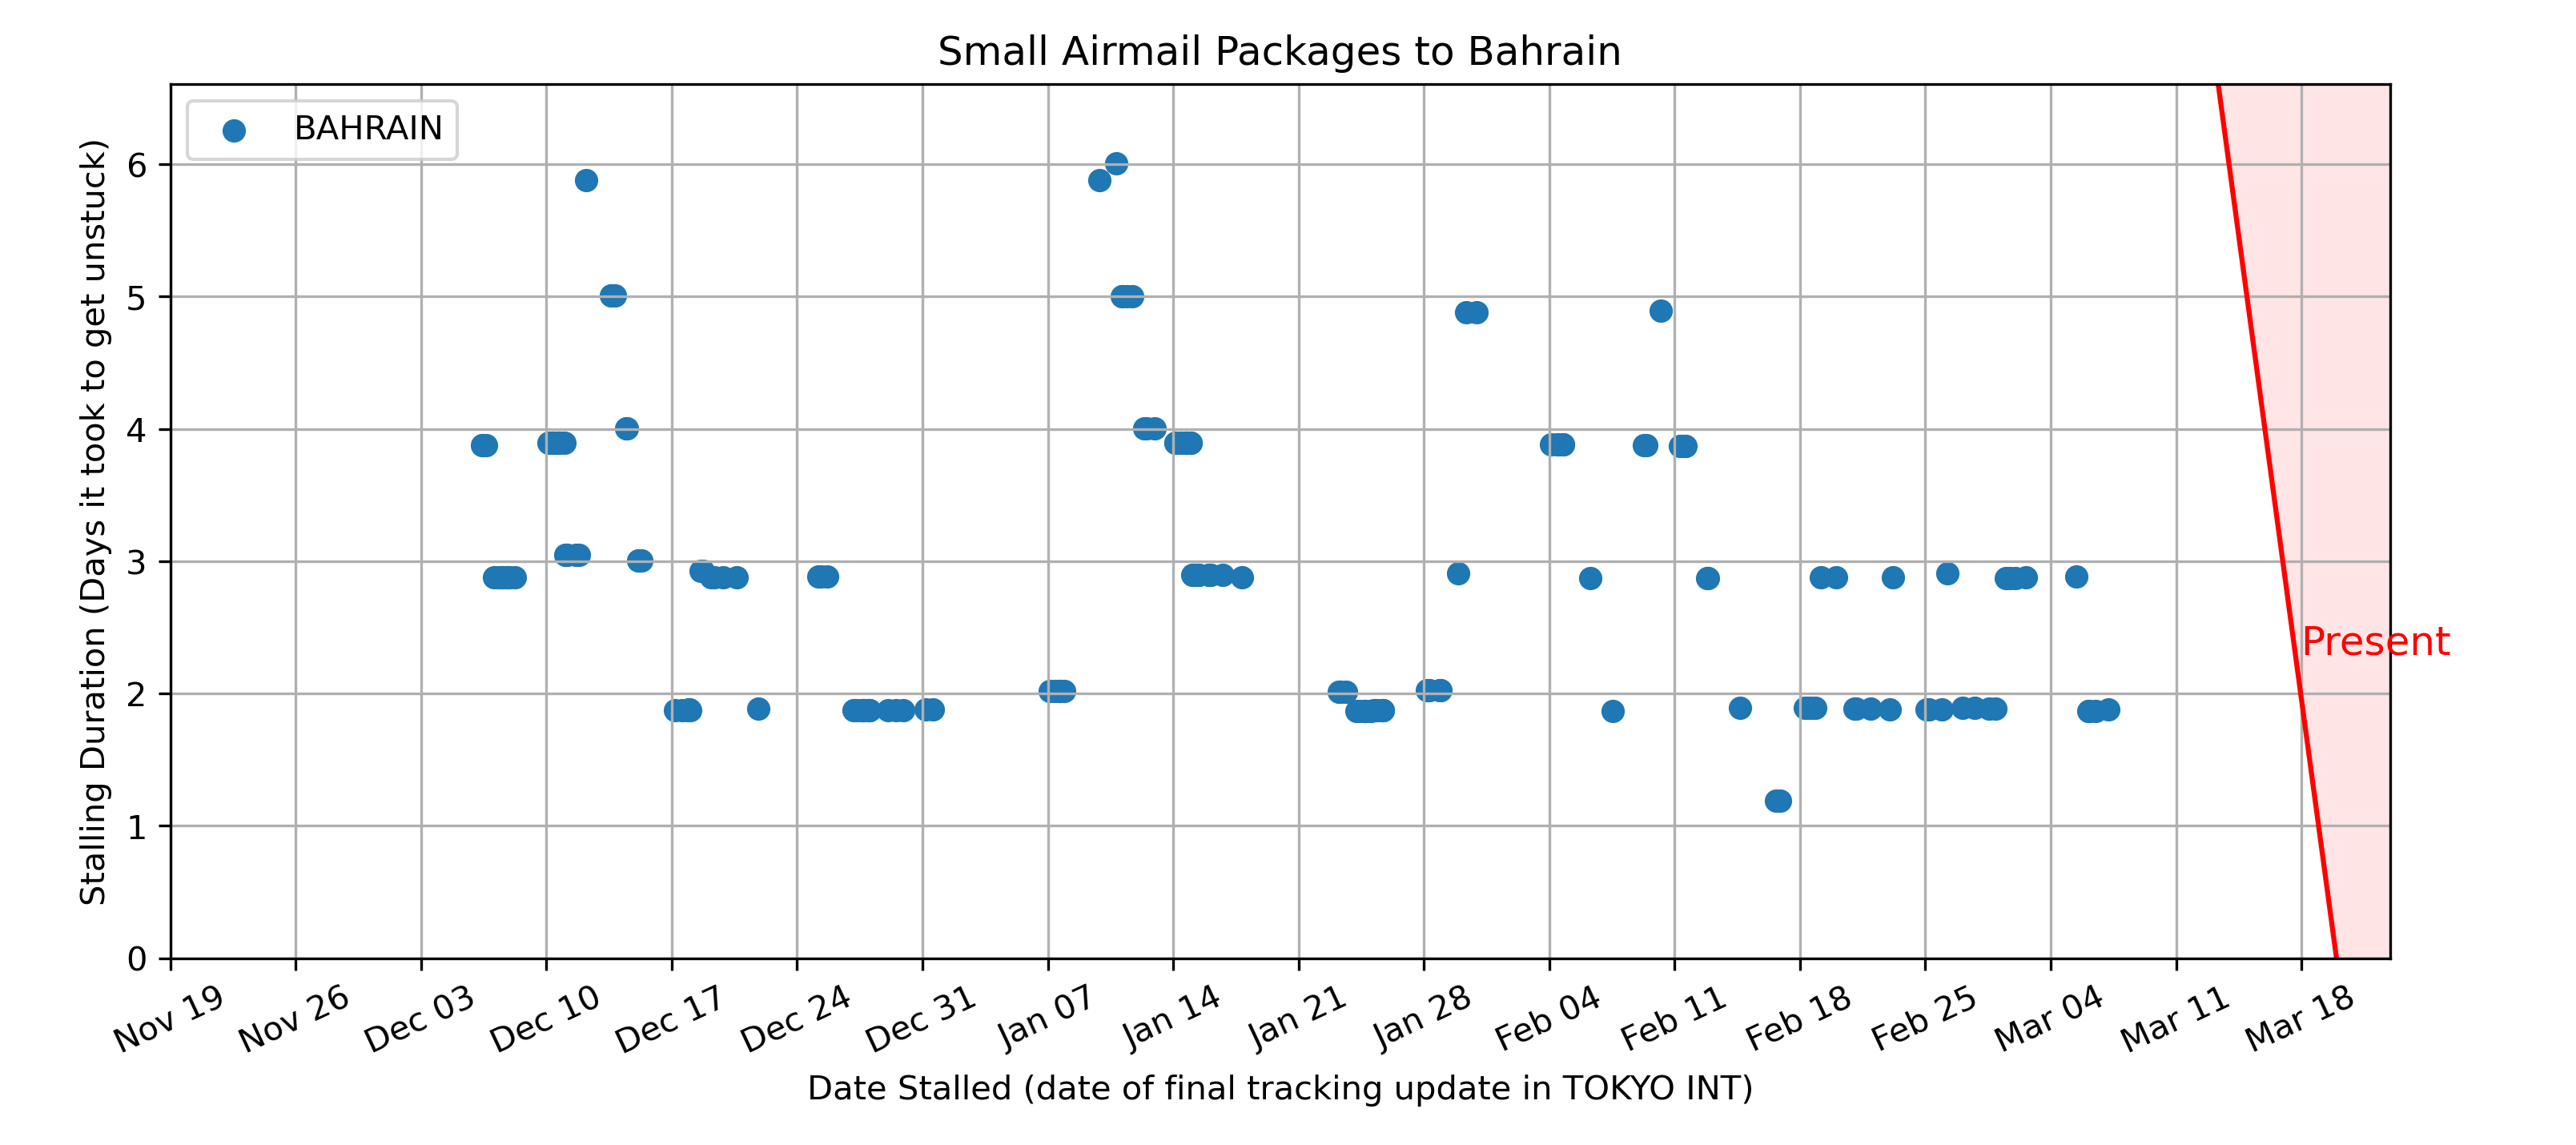 Small Airmail Packages to Bahrain
BAHRAIN
Stalling Duration (Days it took to get unstuck)
6
5
4
3
2
1
0
Present
Nov 19
Nov 26
Dec 03
Dec 10
Dec 17
Dec 24
Dec 31
Jan 07
Jan 14
Jan 21
Jan 28
Feb 04
Feb 11
Feb 18
Feb 25
Mar 04
Mar 11
Mar 18
Date Stalled (date of final tracking update in TOKYO INT)